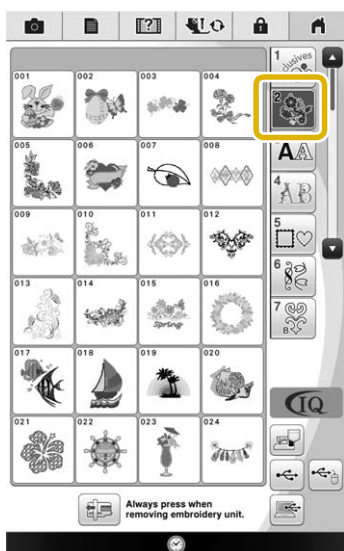 1
clusives
2
001 002 003 004
AA
005 006 007 008
4
AB
009 010 011 012
5
6
013 014 015 016
Spring
7
B
017 018 019 020
IQ
021 022 023 024
Always press when
removing embroidery unit.